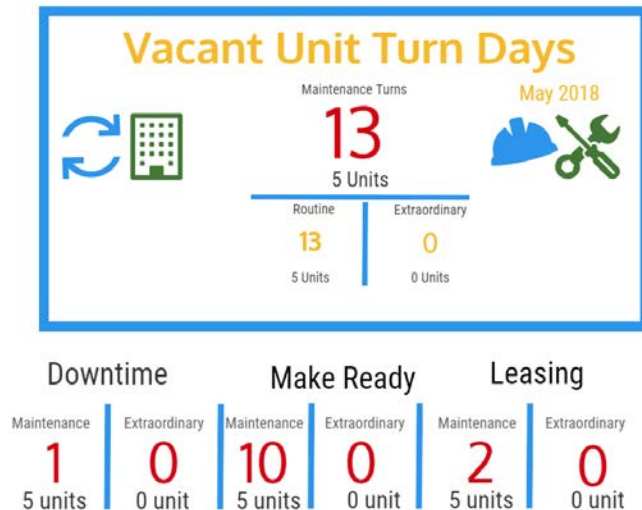 Vacant Unit Turn Days
Maintenance Turns
May 2018
13
5 Units
Routine
Extraordinary
13
0
5 Units
0 Units
Downtime
Make Ready
Leasing
Maintenance
Extraordinary
Maintenance
Extraordinary
Maintenance
Extraordinary
1
0
10
0
2
0
5 units
0 unit
5 units
0 unit
5 units
0 unit